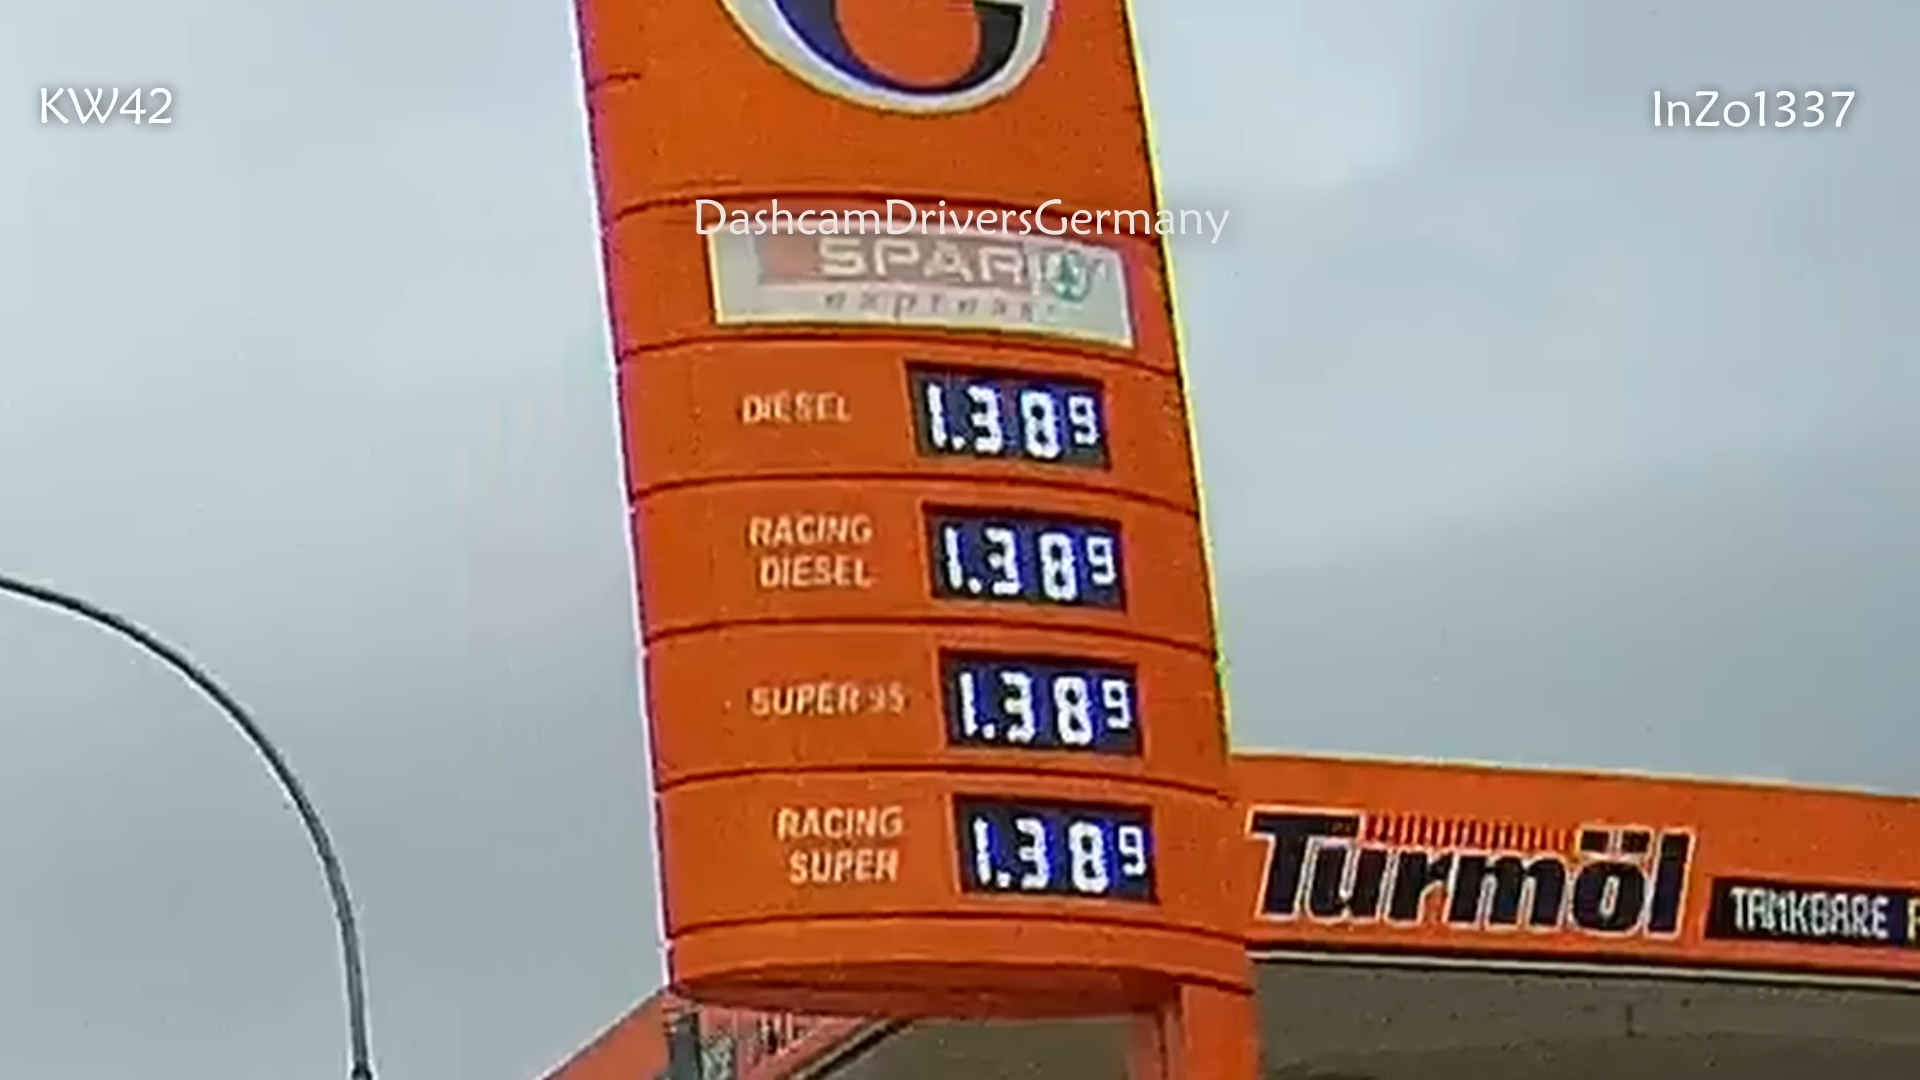 KW42
InZo1337
DashcamDriversGermany
SPAR
express
DIESEL
1.389
RACING
DIESEL
1.389
SUPER 95
1.389
RACING
SUPER
1.389
Turmöl
TANKBARE